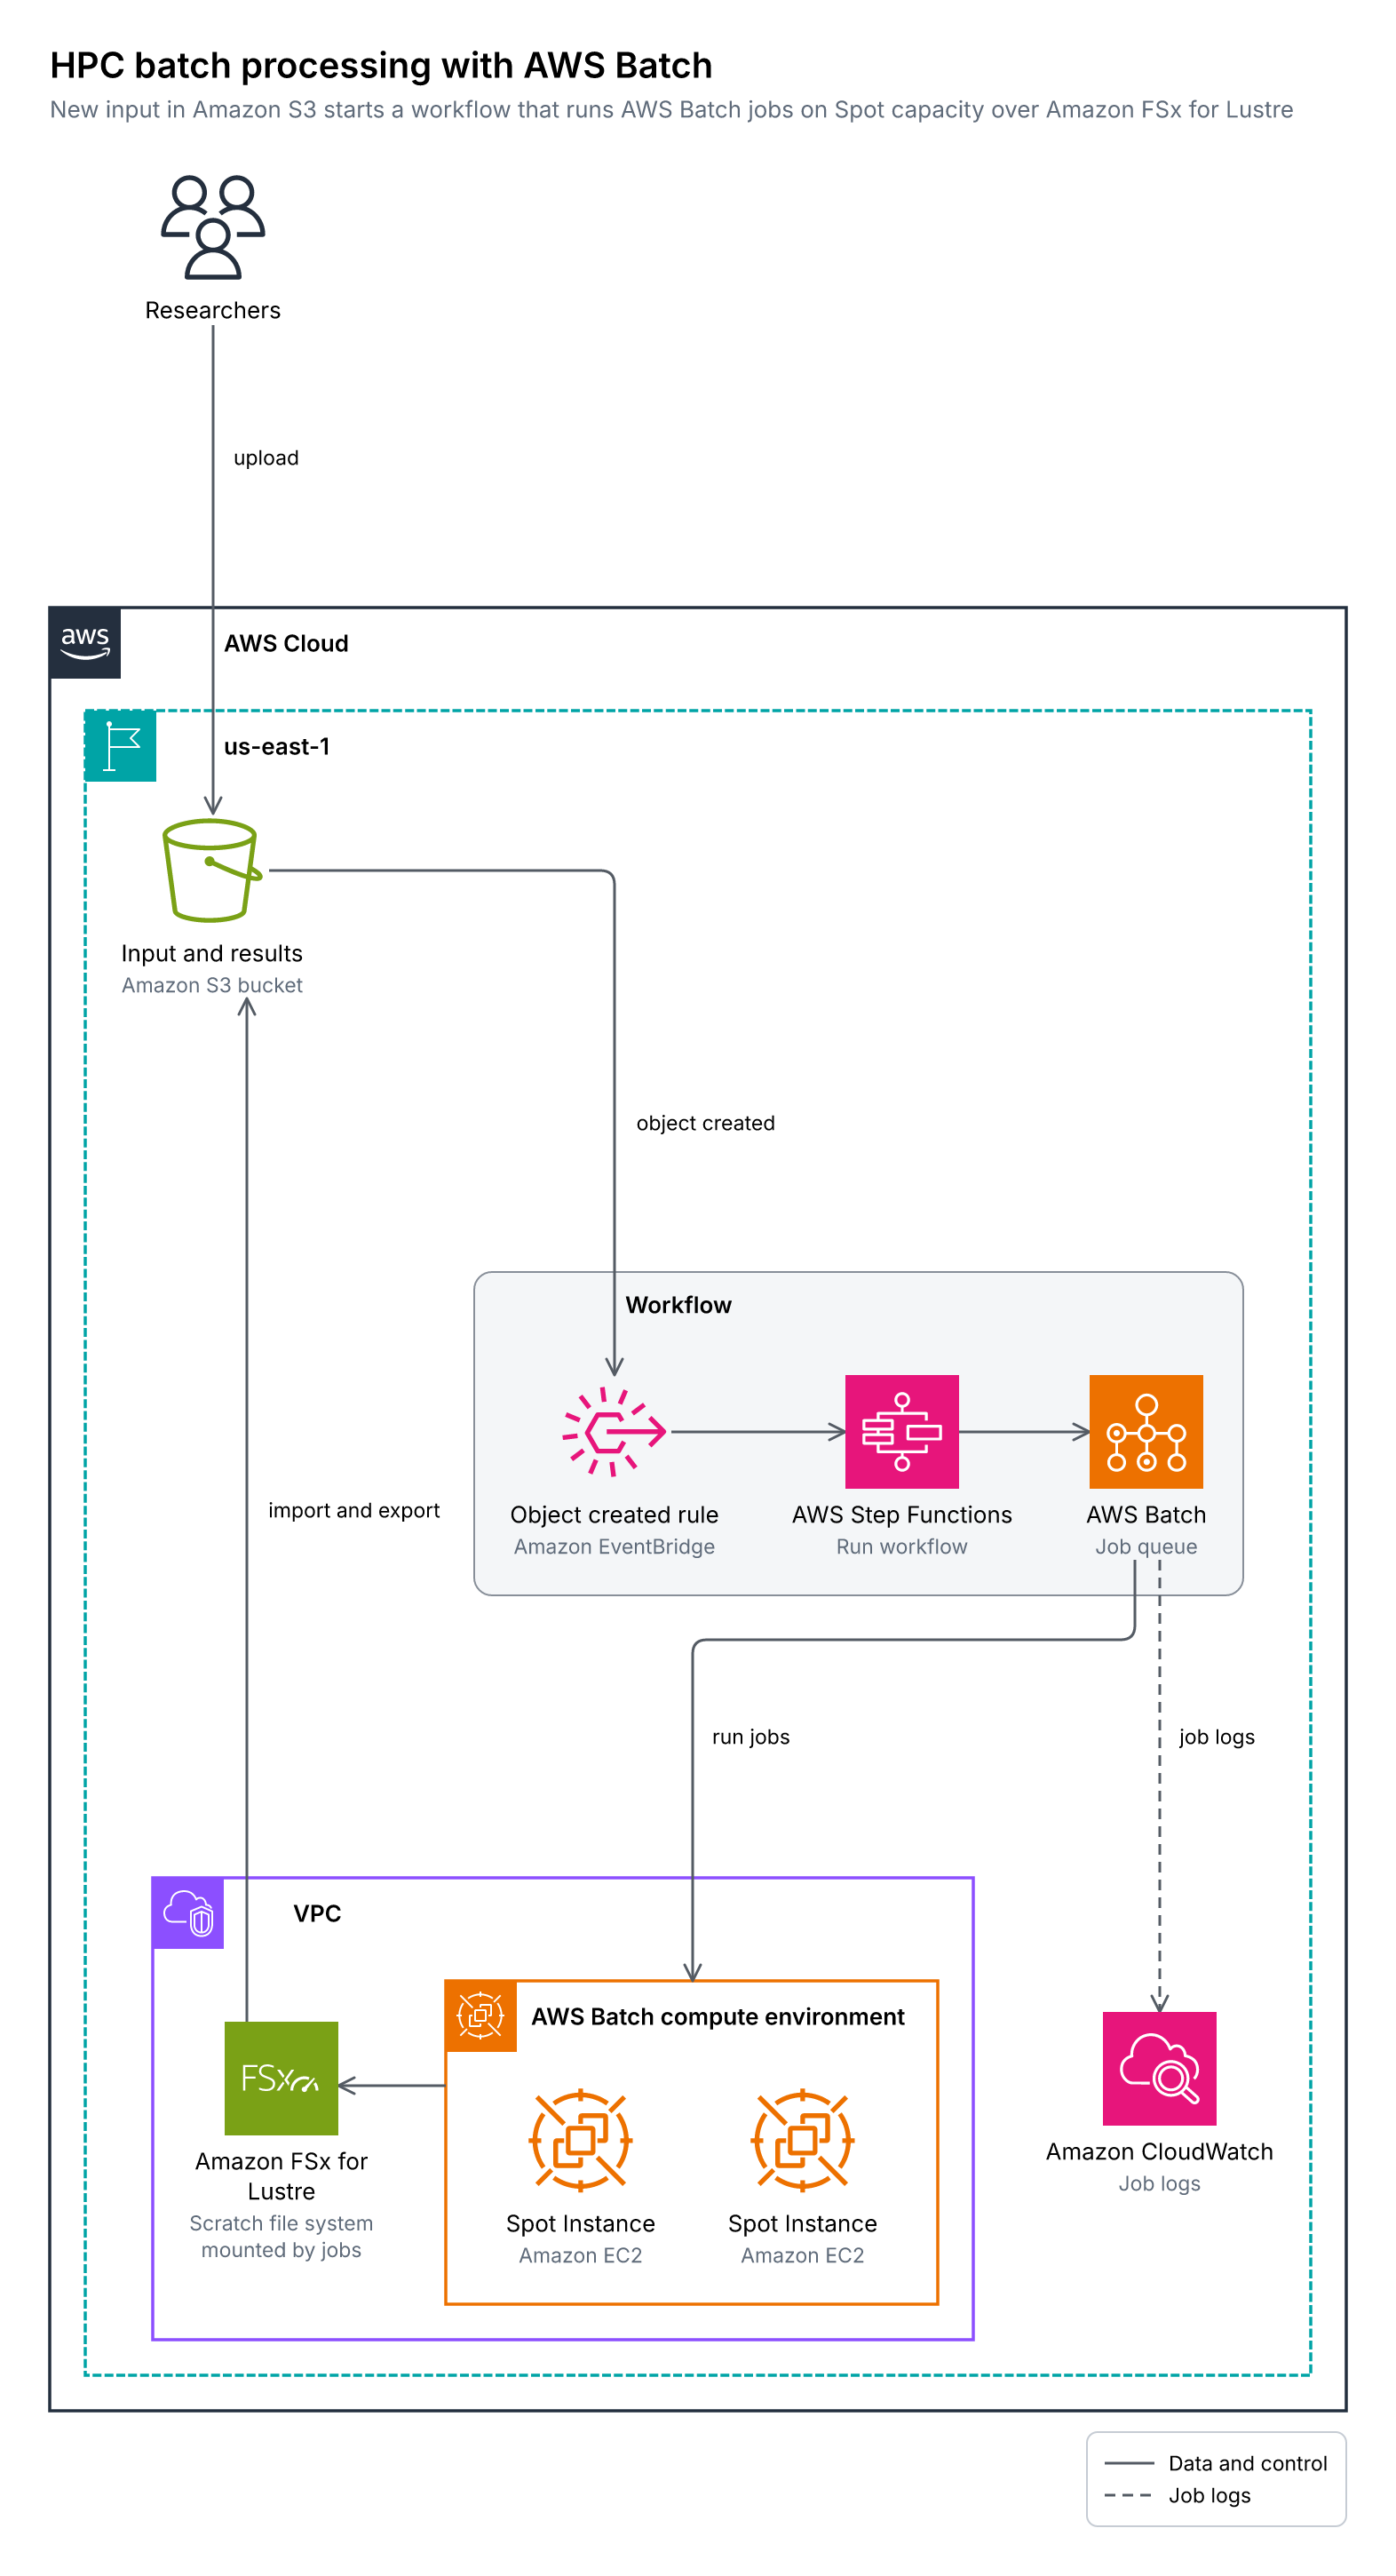 HPC batch processing with AWS Batch
New input in Amazon S3 starts a workflow that runs AWS Batch jobs on Spot capacity over Amazon FSx for Lustre
Researchers
upload
aws
AWS Cloud
us-east-1
Input and results
Amazon S3 bucket
object created
Workflow
Object created rule
Amazon EventBridge
AWS Step Functions
Run workflow
AWS Batch
Job queue
import and export
run jobs
job logs
VPC
AWS Batch compute environment
FSx
Amazon FSx for
Lustre
Scratch file system
mounted by jobs
Spot Instance
Amazon EC2
Spot Instance
Amazon EC2
Amazon CloudWatch
Job logs
Data and control
Job logs